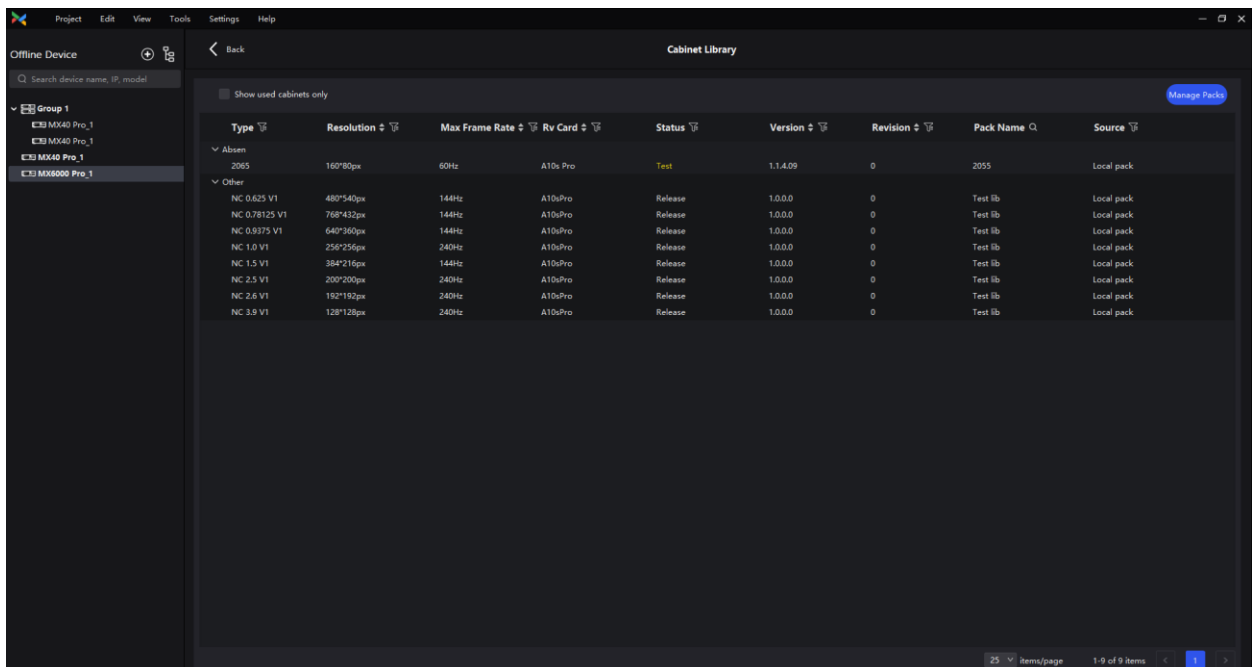 Project Edit View Tools Settings Help
Offline Device
Back
Cabinet Library
Search device name, IP, model
Show used cabinets only
Manage Packs
Group 1
MX40 Pro_1
MX40 Pro_1
MX40 Pro_1
MX6000 Pro_1
Type Resolution Max Frame Rate Rv Card Status Version Revision Pack Name Source
Absen
2065 160*80px 60Hz A10s Pro Test 1.1.4.09 0 2055 Local pack
Other
NC 0.625 V1 480*540px 144Hz A10sPro Release 1.0.0.0 0 Test lib Local pack
NC 0.78125 V1 768*432px 144Hz A10sPro Release 1.0.0.0 0 Test lib Local pack
NC 0.9375 V1 640*360px 144Hz A10sPro Release 1.0.0.0 0 Test lib Local pack
NC 1.0 V1 256*256px 240Hz A10sPro Release 1.0.0.0 0 Test lib Local pack
NC 1.5 V1 384*216px 144Hz A10sPro Release 1.0.0.0 0 Test lib Local pack
NC 2.5 V1 200*200px 240Hz A10sPro Release 1.0.0.0 0 Test lib Local pack
NC 2.6 V1 192*192px 240Hz A10sPro Release 1.0.0.0 0 Test lib Local pack
NC 3.9 V1 128*128px 240Hz A10sPro Release 1.0.0.0 0 Test lib Local pack
25 items/page 1-9 of 9 items < 1 >